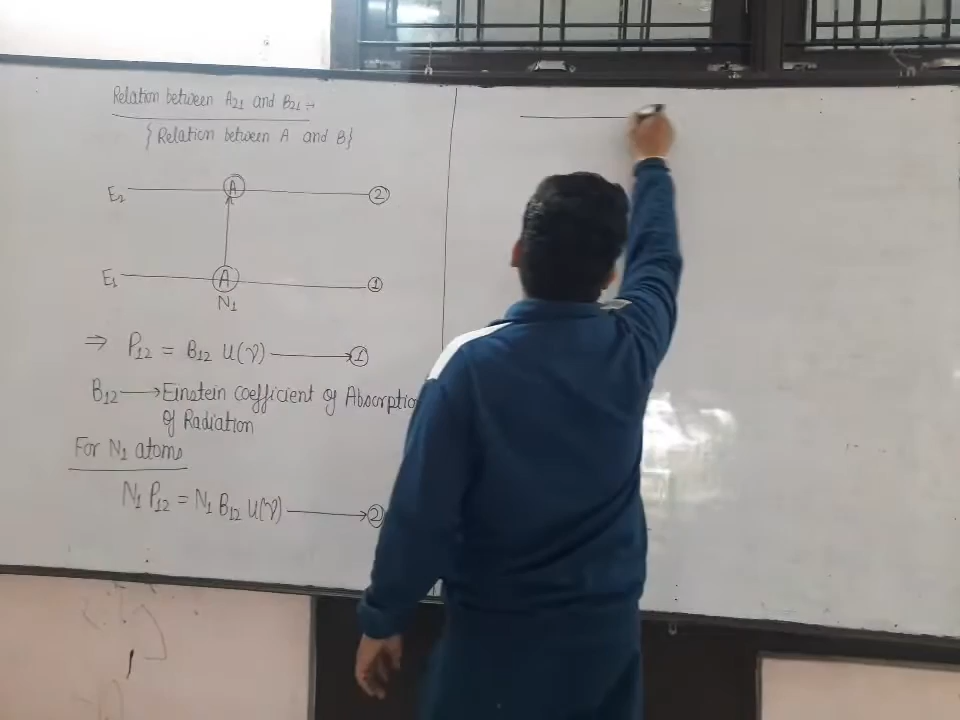 Relation between A21 and B21 :-
{Relation between A and B}
E2 A 2
E1 A 1
N1
⇒ P12 = B12 u(ν) → 1
B12 → Einstein coefficient of Absorption
of Radiation
For N1 atoms
N1 P12 = N1 B12 u(ν) → 2